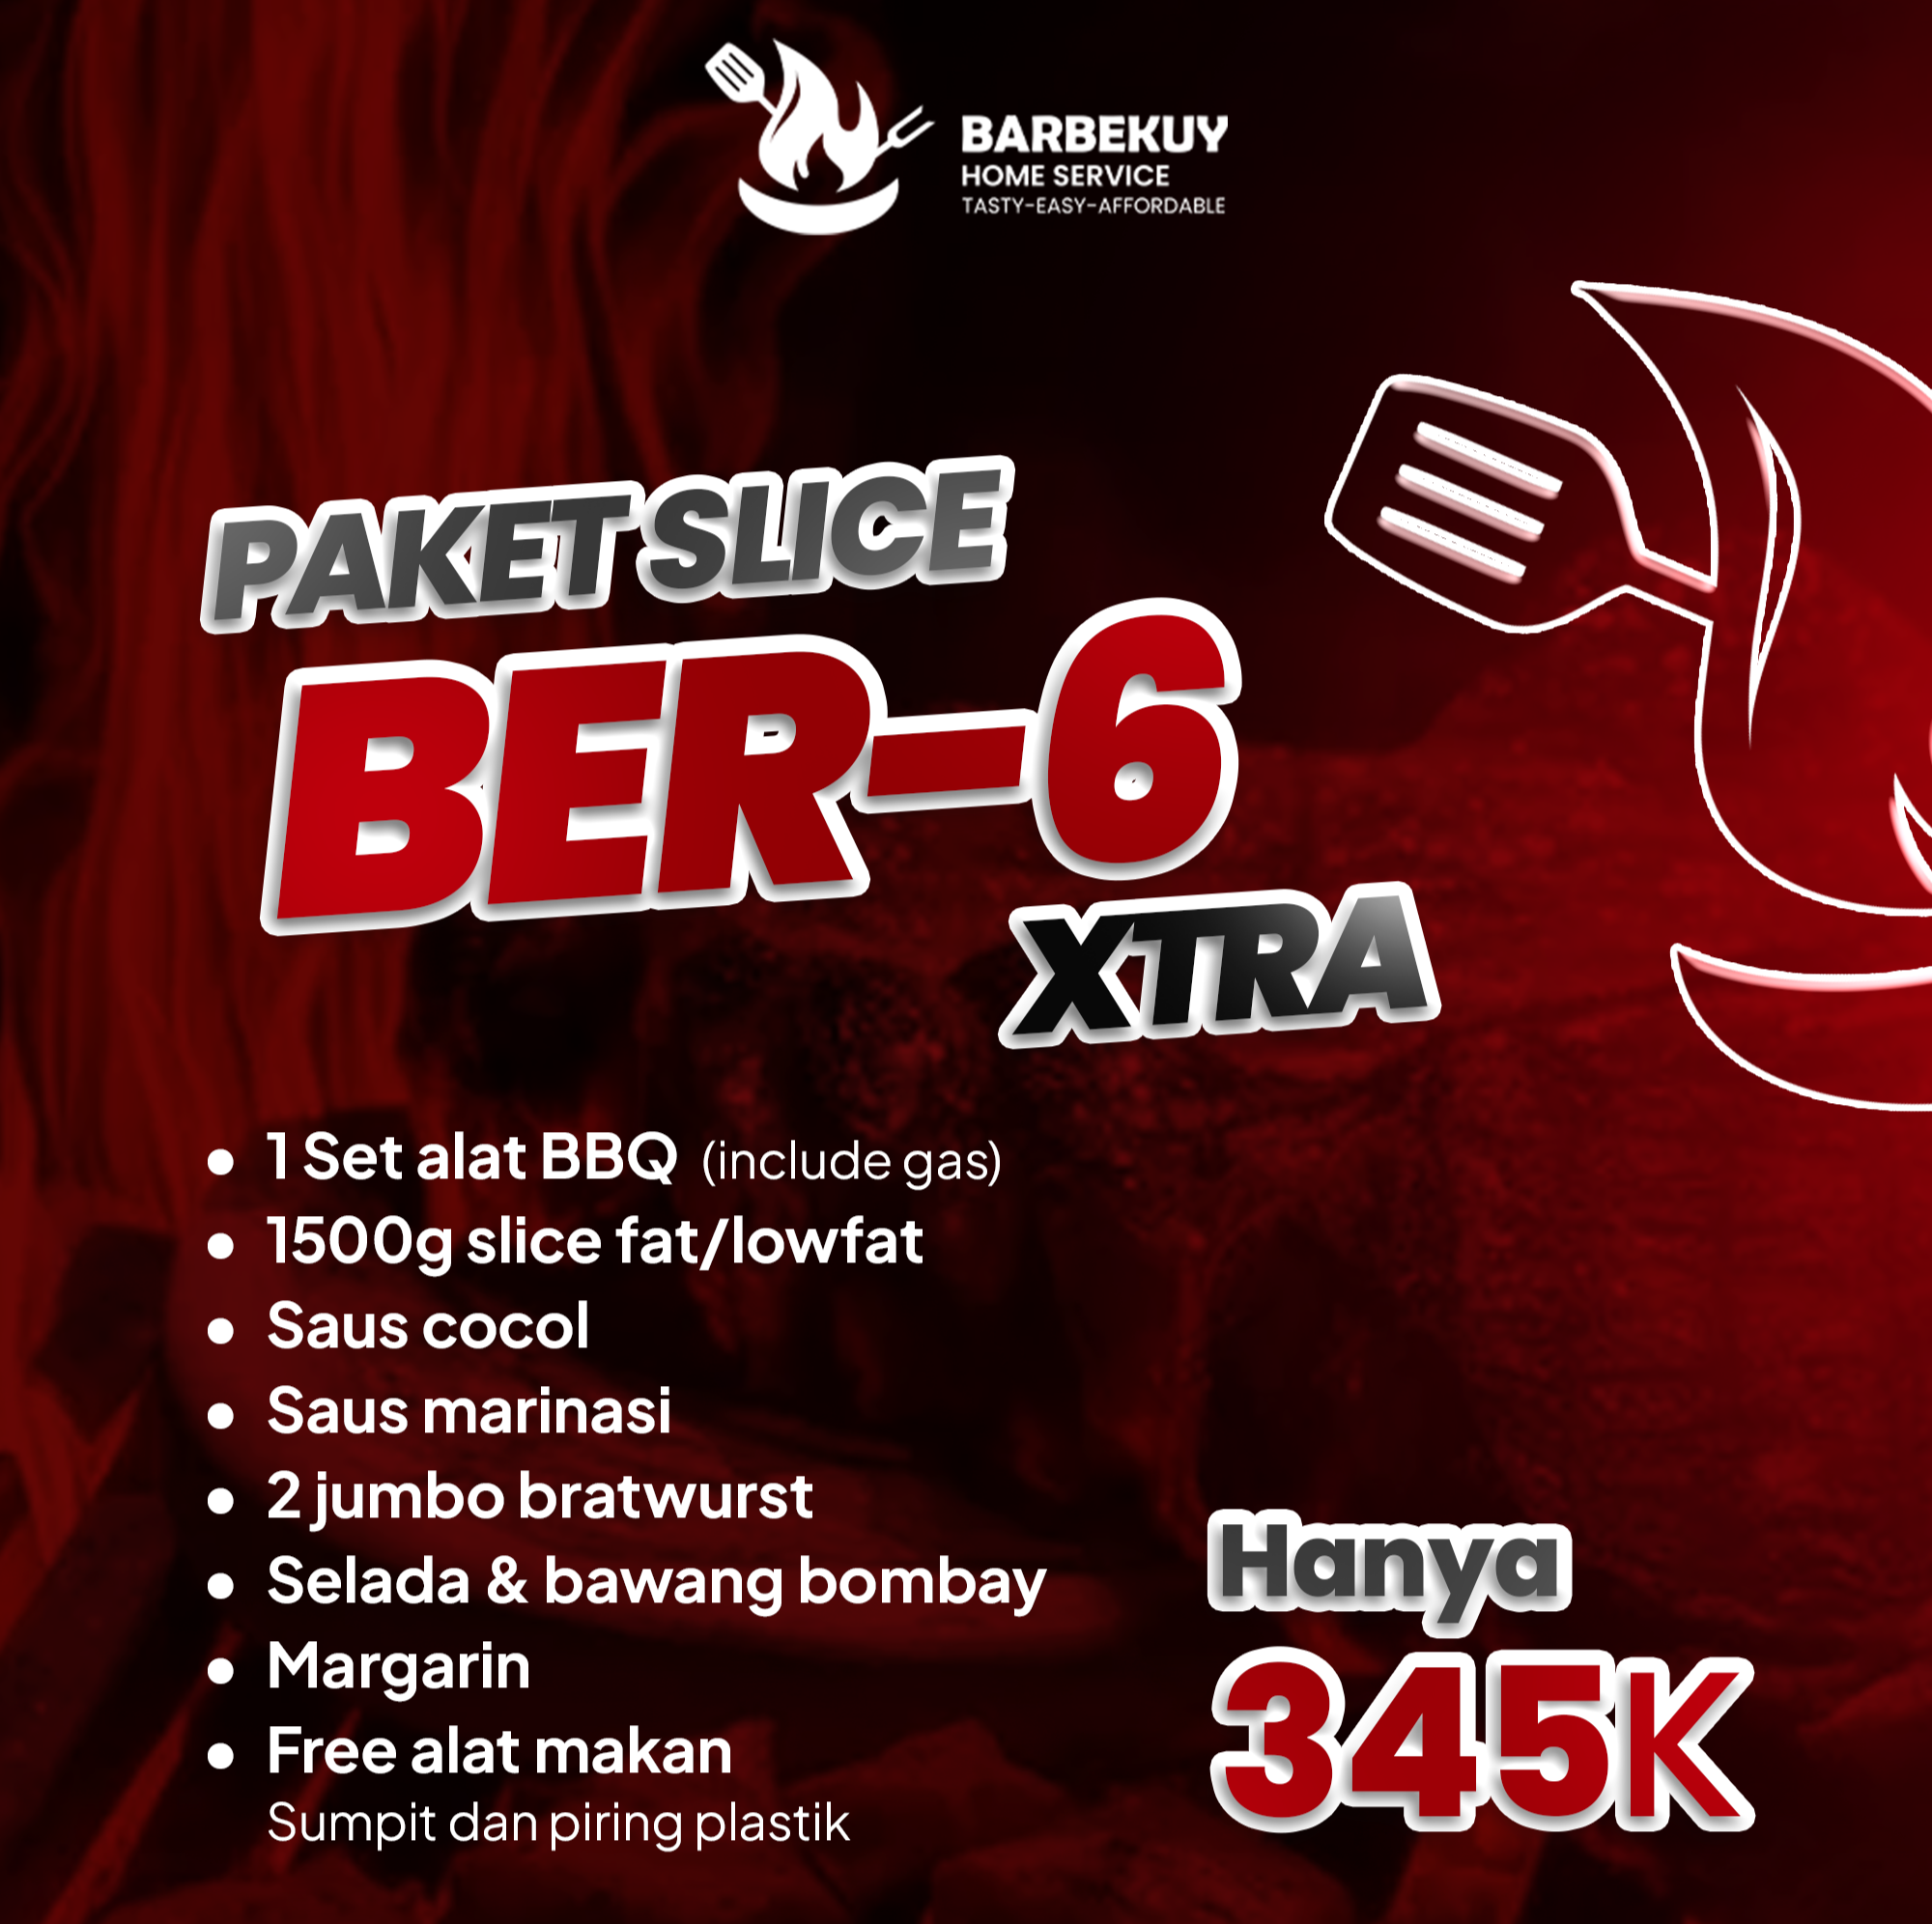 BARBEKUY
HOME SERVICE
TASTY-EASY-AFFORDABLE
PAKET SLICE
BER-6
XTRA
1 Set alat BBQ (include gas)
1500g slice fat/lowfat
Saus cocol
Saus marinasi
2 jumbo bratwurst
Selada & bawang bombay
Margarin
Free alat makan
Sumpit dan piring plastik
Hanya
345K